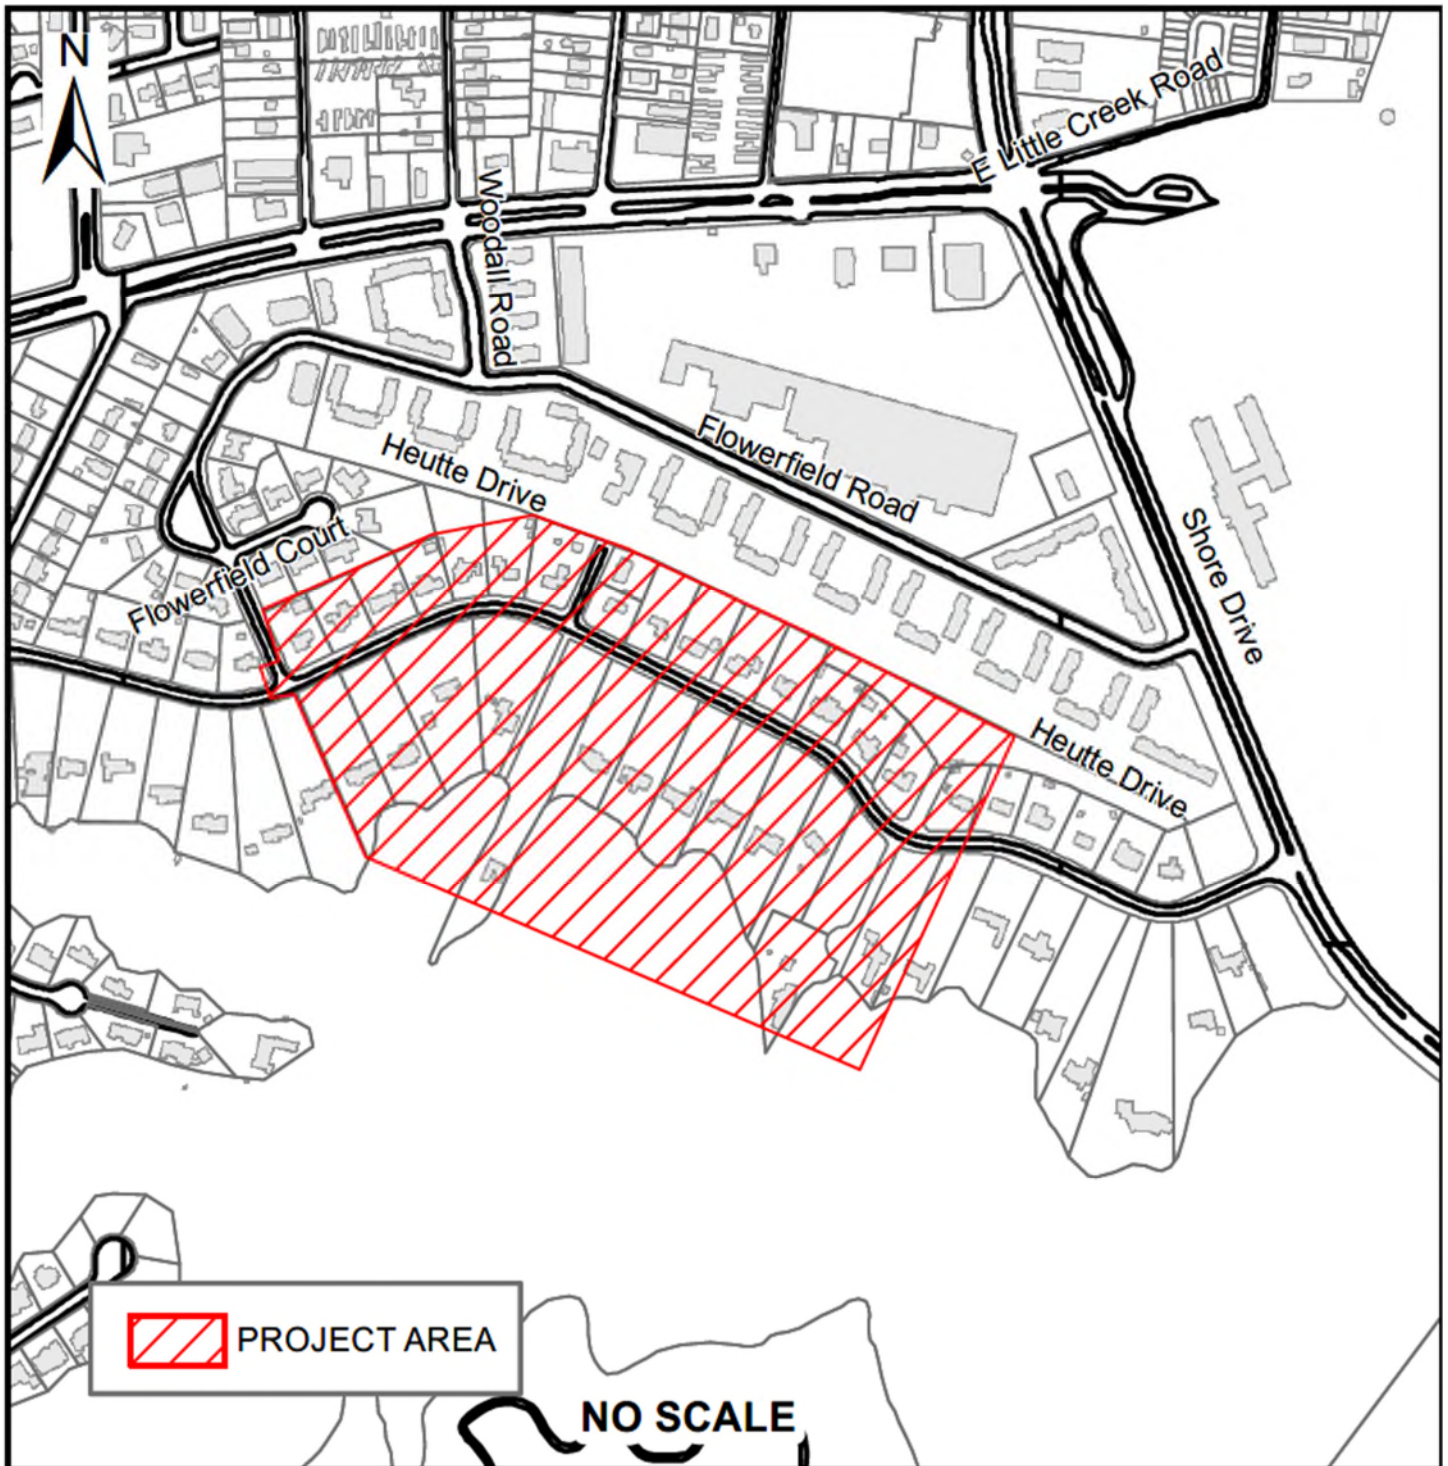 N
E Little Creek Road
Woodall Road
Flowerfield Road
Heutte Drive
Flowerfield Court
Shore Drive
Heutte Drive
PROJECT AREA
NO SCALE